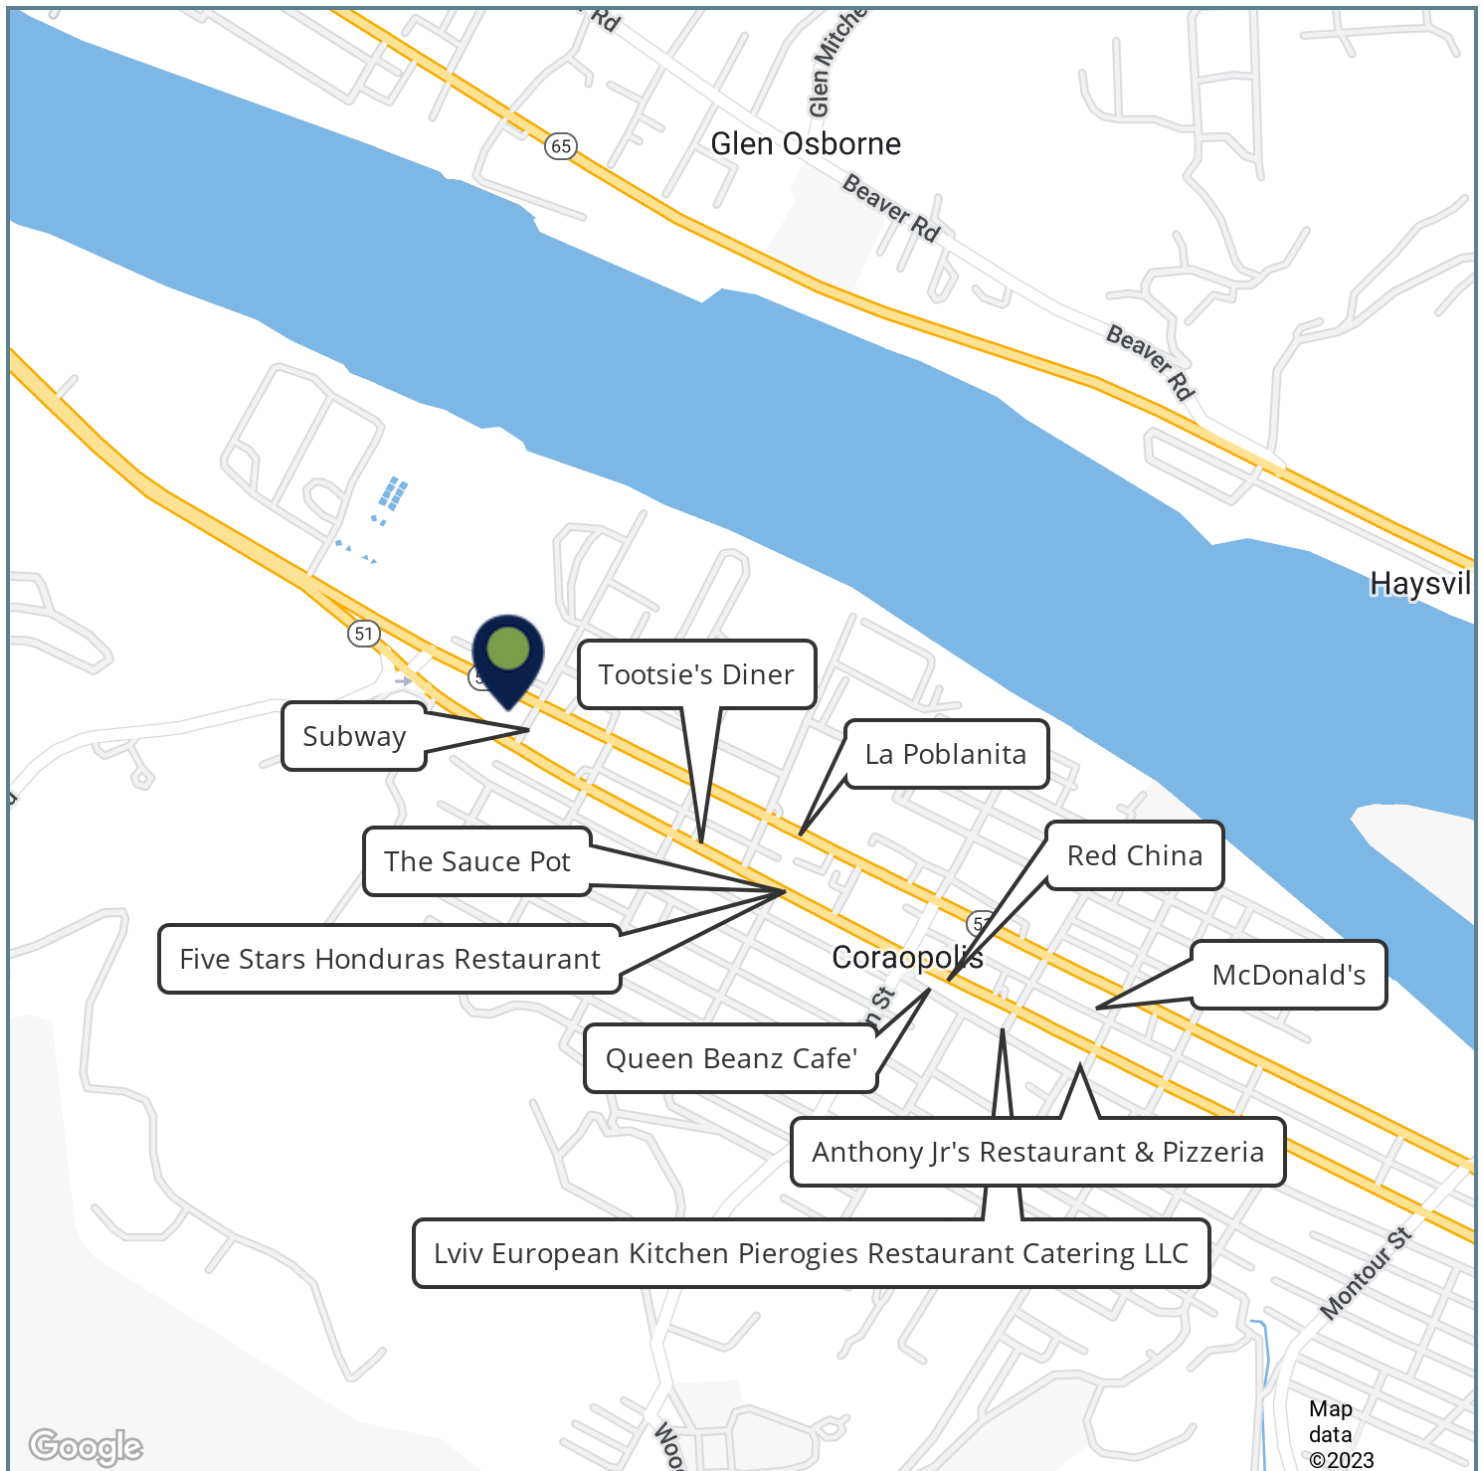 Rd
Glen Mitche
65
Glen Osborne
Beaver Rd
Beaver Rd
Haysvil
51
Tootsie's Diner
Subway
La Poblanita
The Sauce Pot
Red China
51
Five Stars Honduras Restaurant
Coraopolis
McDonald's
n St
Queen Beanz Cafe'
Anthony Jr's Restaurant & Pizzeria
Lviv European Kitchen Pierogies Restaurant Catering LLC
Montour St
Map
data
©2023
Google
Wood